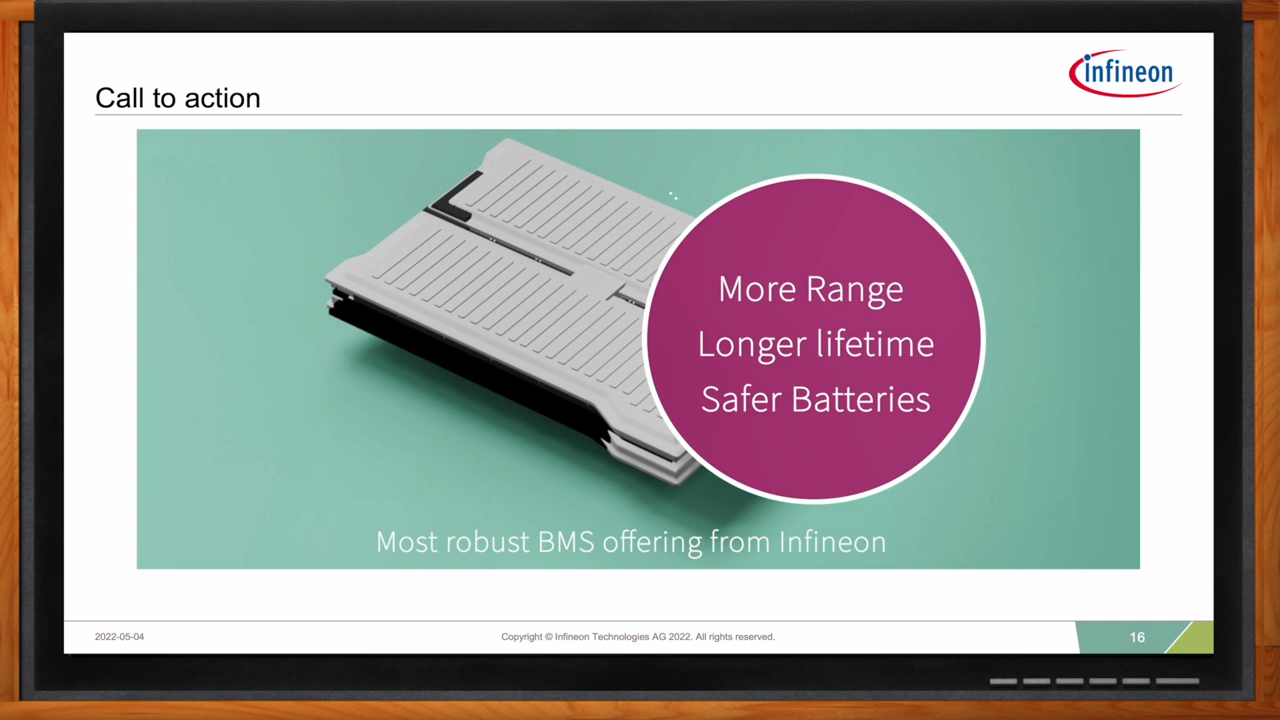 infineon
Call to action
More Range
Longer lifetime
Safer Batteries
Most robust BMS offering from Infineon
2022-05-04
Copyright © Infineon Technologies AG 2022. All rights reserved.
16